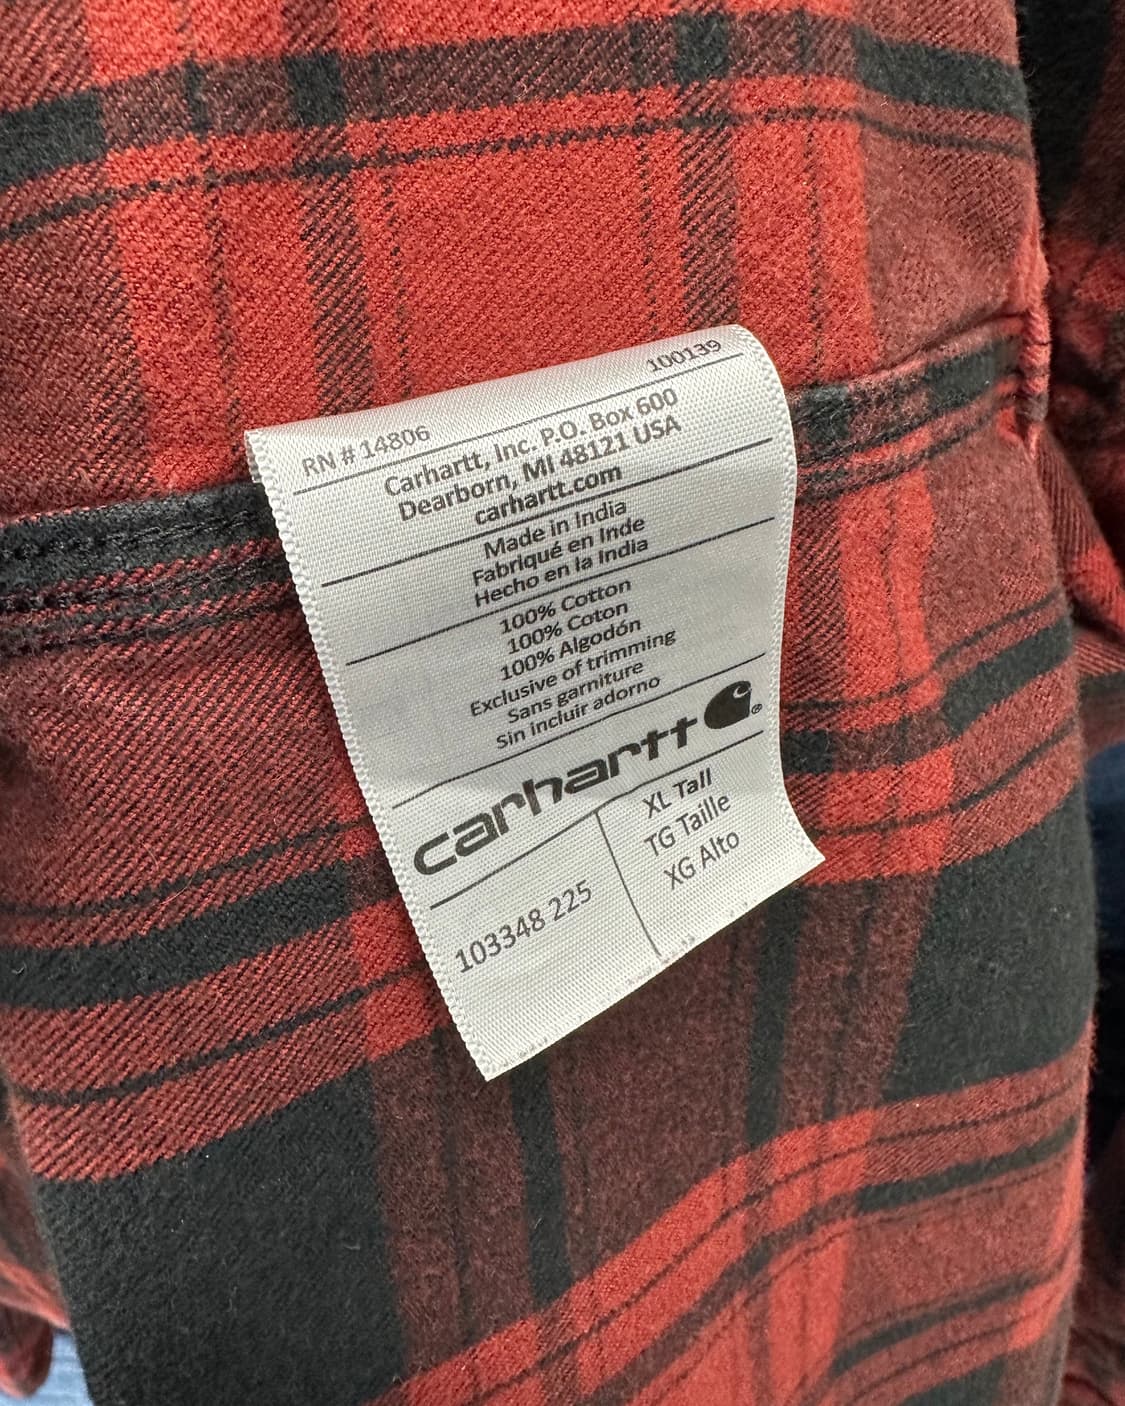 RN # 14806 100139
Carhartt, Inc. P.O. Box 600
Dearborn, MI 48121 USA
carhartt.com
Made in India
Fabriqué en Inde
Hecho en la India
100% Cotton
100% Coton
100% Algodón
Exclusive of trimming
Sans garniture
Sin incluir adorno
carhartt ®
103348 225
XL Tall
TG Taille
XG Alto